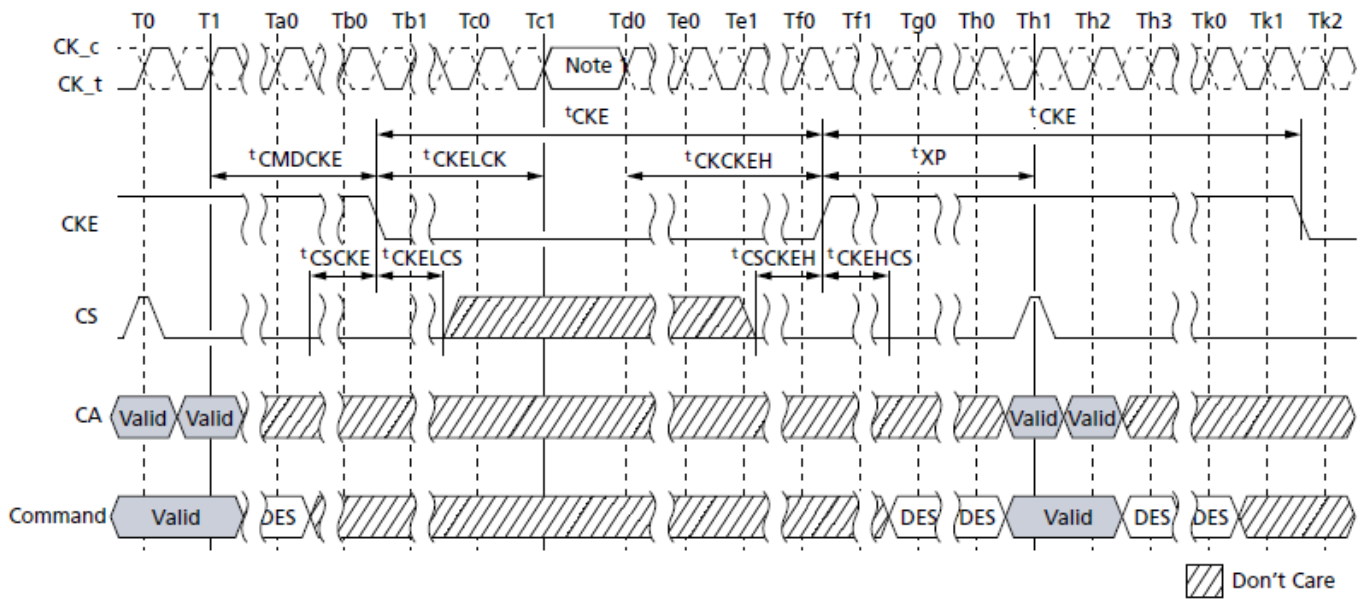 T0 T1 Ta0 Tb0 Tb1 Tc0 Tc1 Td0 Te0 Te1 Tf0 Tf1 Tg0 Th0 Th1 Th2 Th3 Tk0 Tk1 Tk2
CK_c
Note
CK_t
tCKE tCKE
tCMDCKE tCKELCK tCKCKEH tXP
CKE
tCSCKE tCKELCS tCSCKEH tCKEHCS
CS
CA Valid Valid Valid Valid
Command Valid DES DES DES Valid DES DES
Don't Care